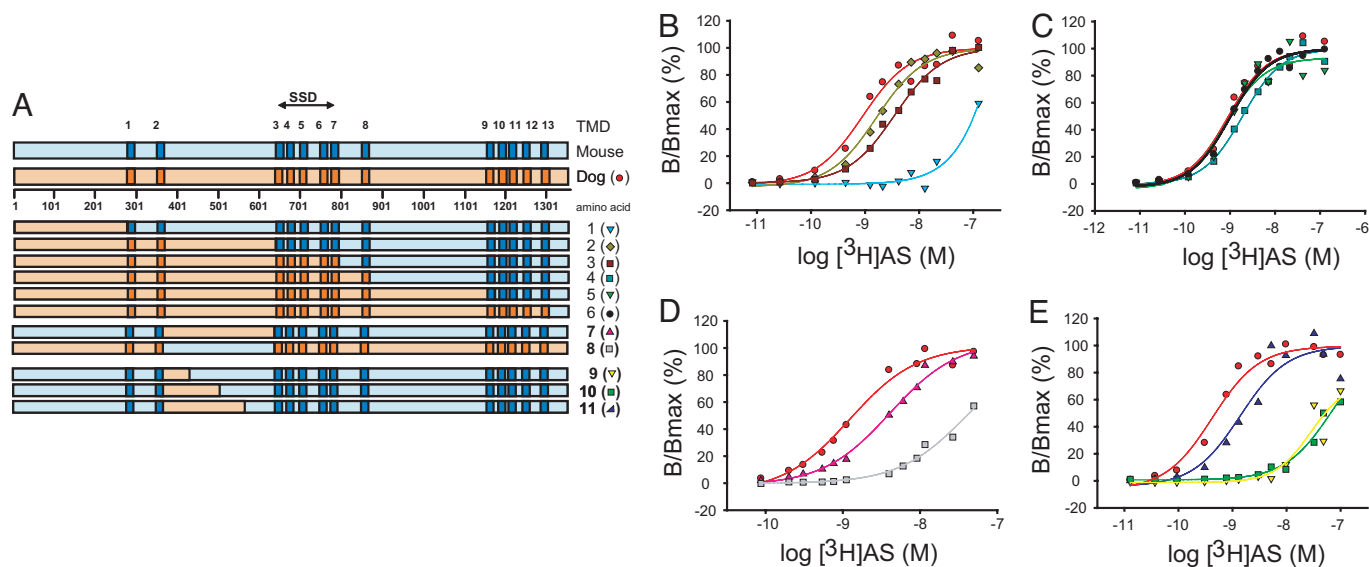 A
SSD
1 2 3 4 5 6 7 8 9 10 11 12 13 TMD
Mouse
Dog (●)
1 101 201 301 401 501 601 701 801 901 1001 1101 1201 1301 amino acid
1 (▼)
2 (◆)
3 (■)
4 (■)
5 (▼)
6 (●)
7 (▲)
8 (■)
9 (▼)
10 (■)
11 (▲)
B
B/Bmax (%)
120
100
80
60
40
20
0
-20
-11 -10 -9 -8 -7
log [³H]AS (M)
C
B/Bmax (%)
120
100
80
60
40
20
0
-20
-12 -11 -10 -9 -8 -7 -6
log [³H]AS (M)
D
B/Bmax (%)
120
100
80
60
40
20
0
-20
-10 -9 -8 -7
log [³H]AS (M)
E
B/Bmax (%)
120
100
80
60
40
20
0
-20
-11 -10 -9 -8 -7
log [³H]AS (M)